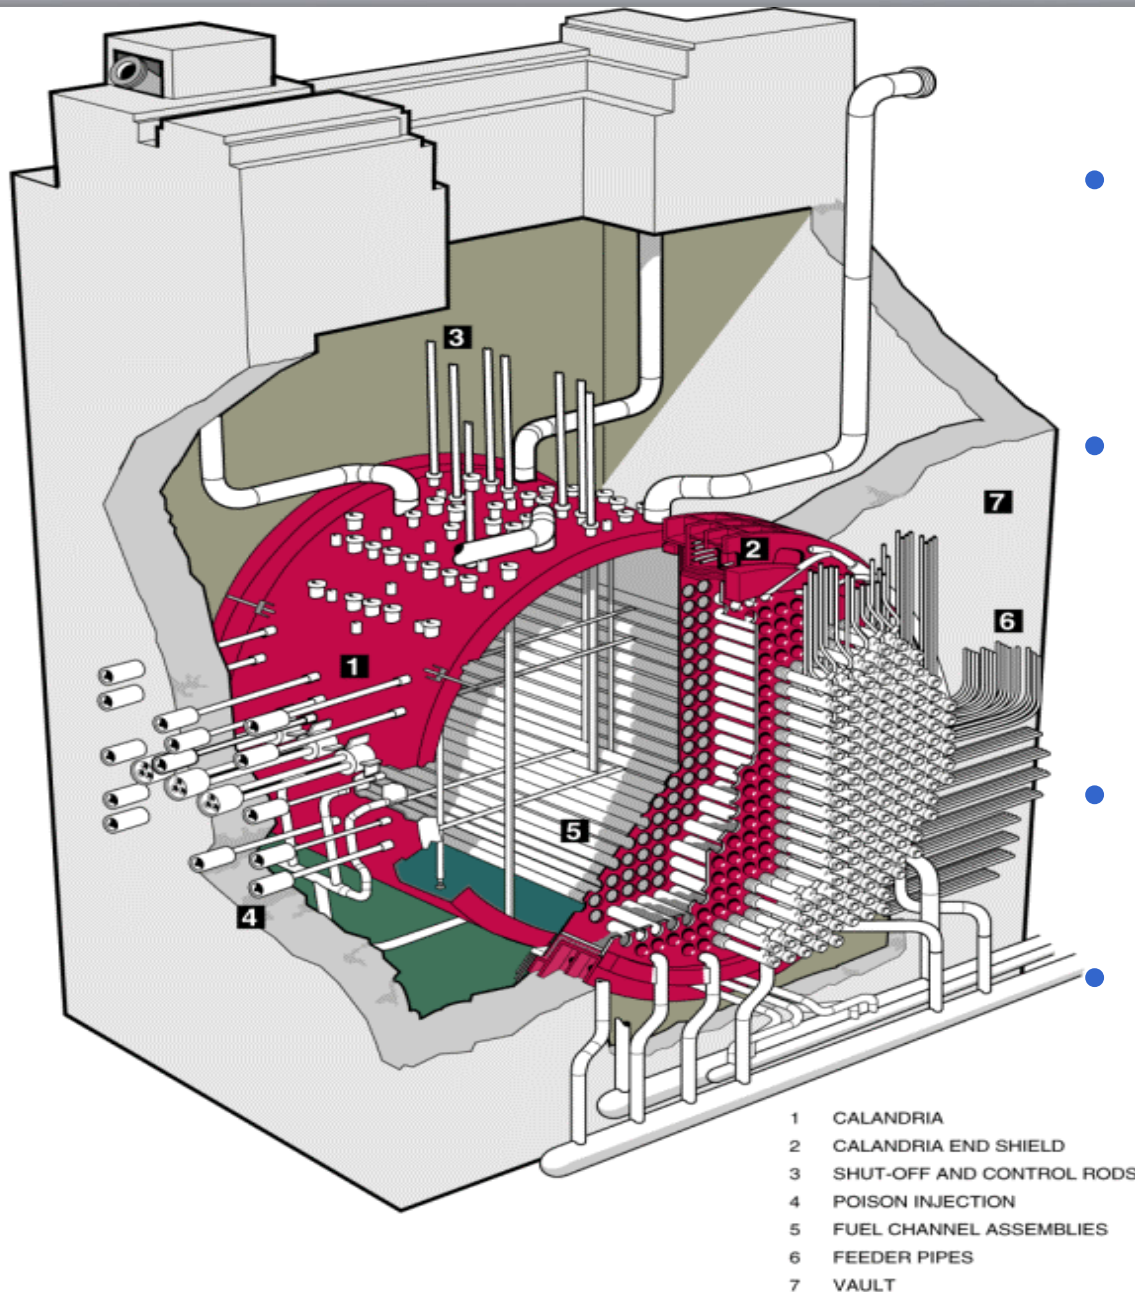 3
7
2
6
1
5
4
1 CALANDRIA
2 CALANDRIA END SHIELD
3 SHUT-OFF AND CONTROL RODS
4 POISON INJECTION
5 FUEL CHANNEL ASSEMBLIES
6 FEEDER PIPES
7 VAULT